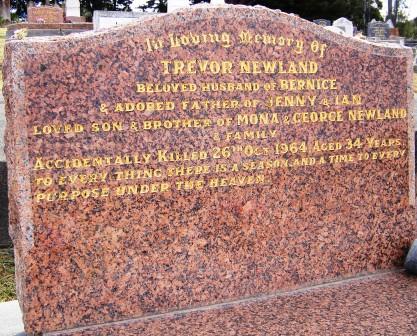 In Loving Memory Of
TREVOR NEWLAND
BELOVED HUSBAND OF BERNICE
& ADORED FATHER OF JENNY & IAN
LOVED SON & BROTHER OF MONA & GEORGE NEWLAND
& FAMILY
ACCIDENTALLY KILLED 26TH OCT 1964 AGED 34 YEARS
TO EVERY THING THERE IS A SEASON, AND A TIME TO EVERY
PURPOSE UNDER THE HEAVEN